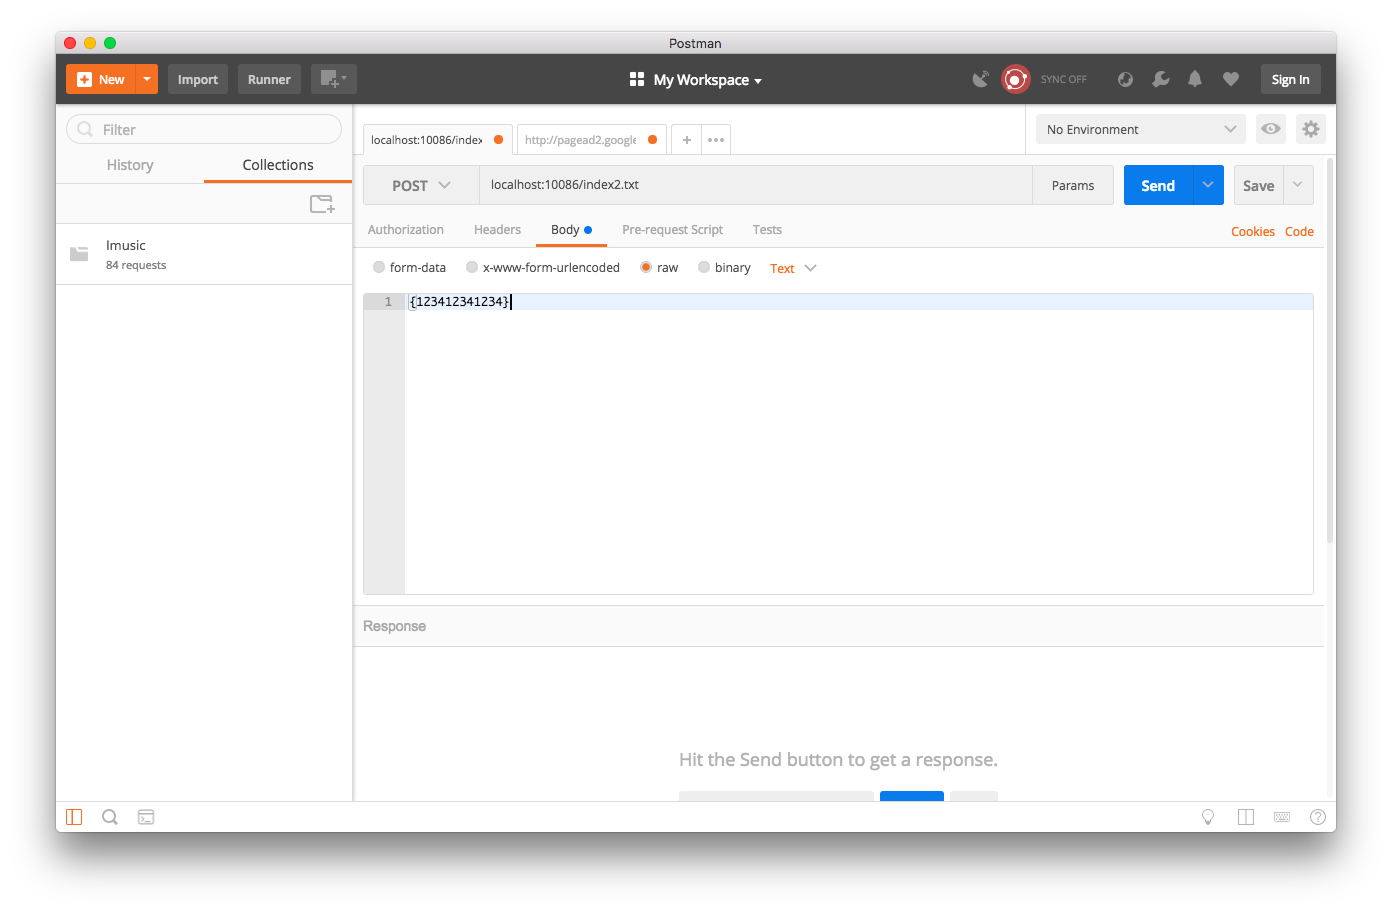 Postman
New
Import
Runner
My Workspace
SYNC OFF
Sign In
Filter
History
Collections
lmusic
84 requests
localhost:10086/index
http://pagead2.google
+
•••
No Environment
POST
localhost:10086/index2.txt
Params
Send
Save
Authorization
Headers
Body
Pre-request Script
Tests
Cookies
Code
form-data
x-www-form-urlencoded
raw
binary
Text
1
{123412341234}
Response
Hit the Send button to get a response.